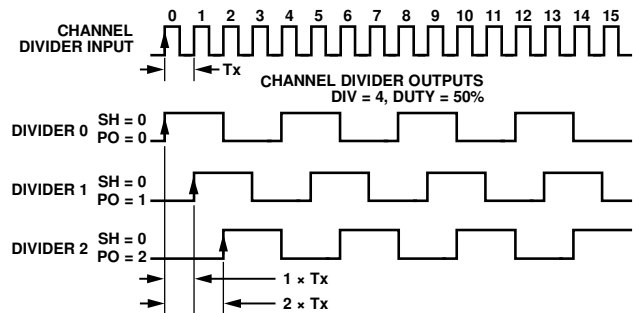 0 1 2 3 4 5 6 7 8 9 10 11 12 13 14 15
CHANNEL
DIVIDER INPUT
Tx
CHANNEL DIVIDER OUTPUTS
DIV = 4, DUTY = 50%
DIVIDER 0
SH = 0
PO = 0
DIVIDER 1
SH = 0
PO = 1
DIVIDER 2
SH = 0
PO = 2
1 × Tx
2 × Tx